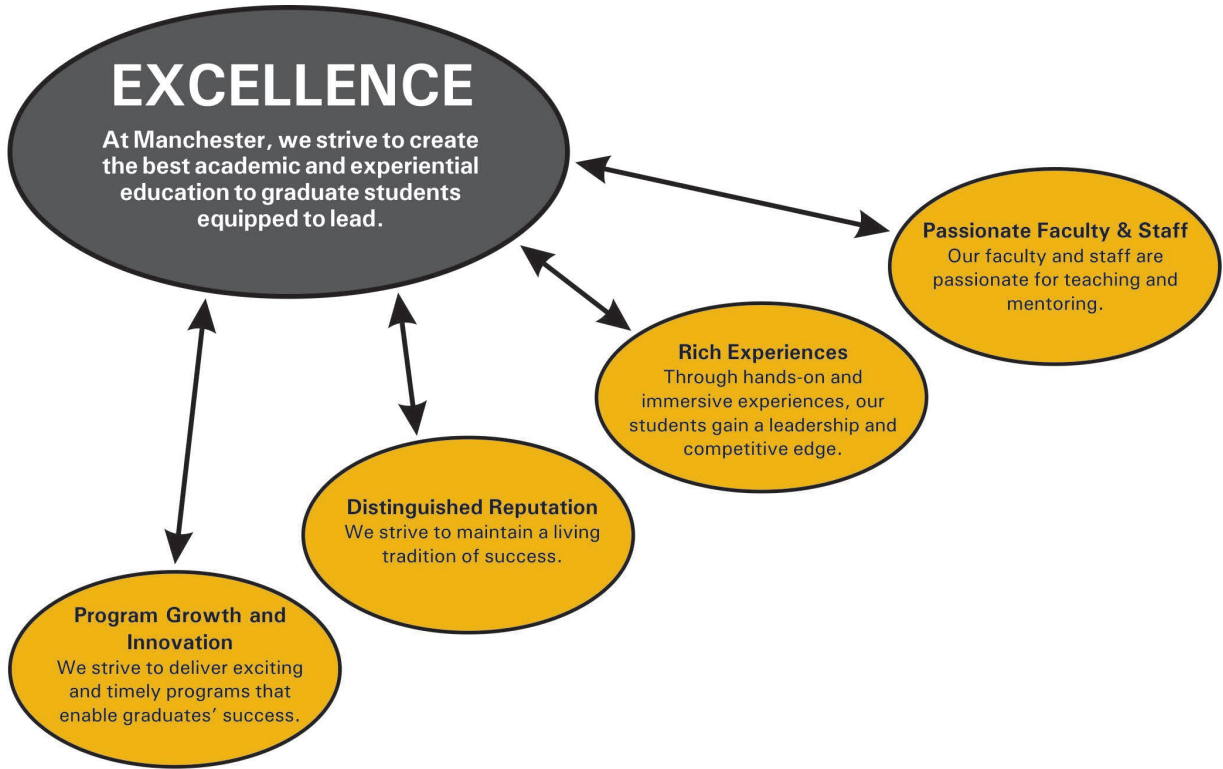 EXCELLENCE
At Manchester, we strive to create
the best academic and experiential
education to graduate students
equipped to lead.
Passionate Faculty & Staff
Our faculty and staff are
passionate for teaching and
mentoring.
Rich Experiences
Through hands-on and
immersive experiences, our
students gain a leadership and
competitive edge.
Distinguished Reputation
We strive to maintain a living
tradition of success.
Program Growth and
Innovation
We strive to deliver exciting
and timely programs that
enable graduates’ success.